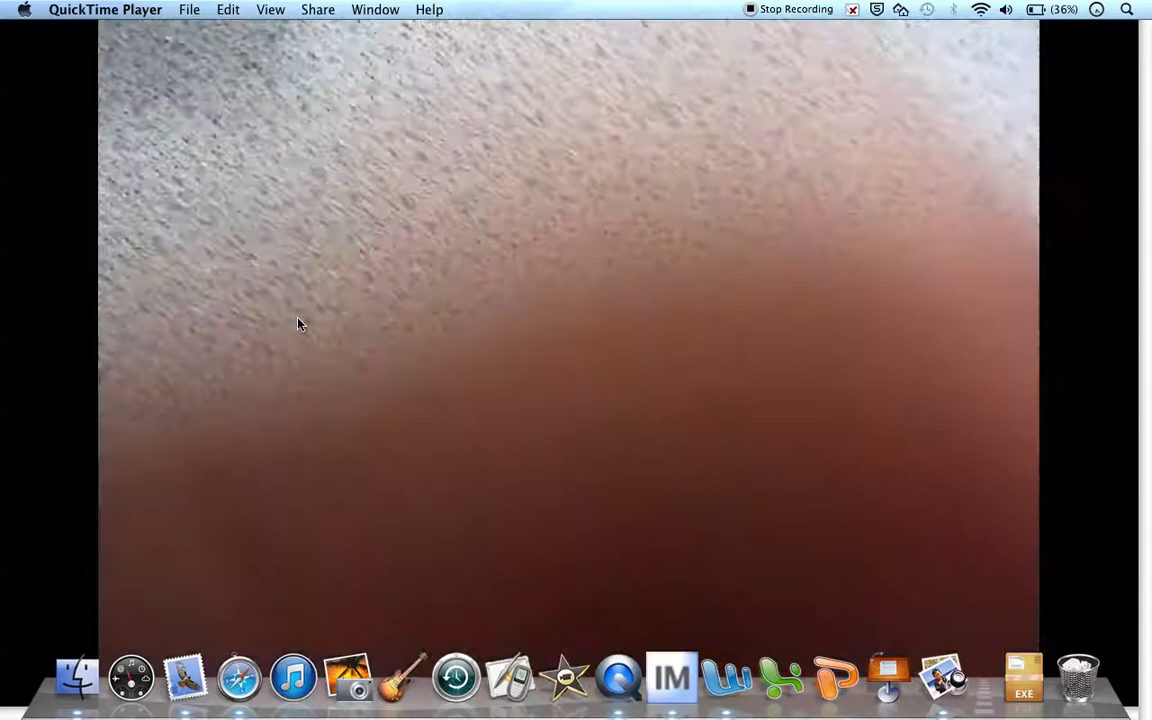 QuickTime Player File Edit View Share Window Help Stop Recording (36%)
IM
EXE